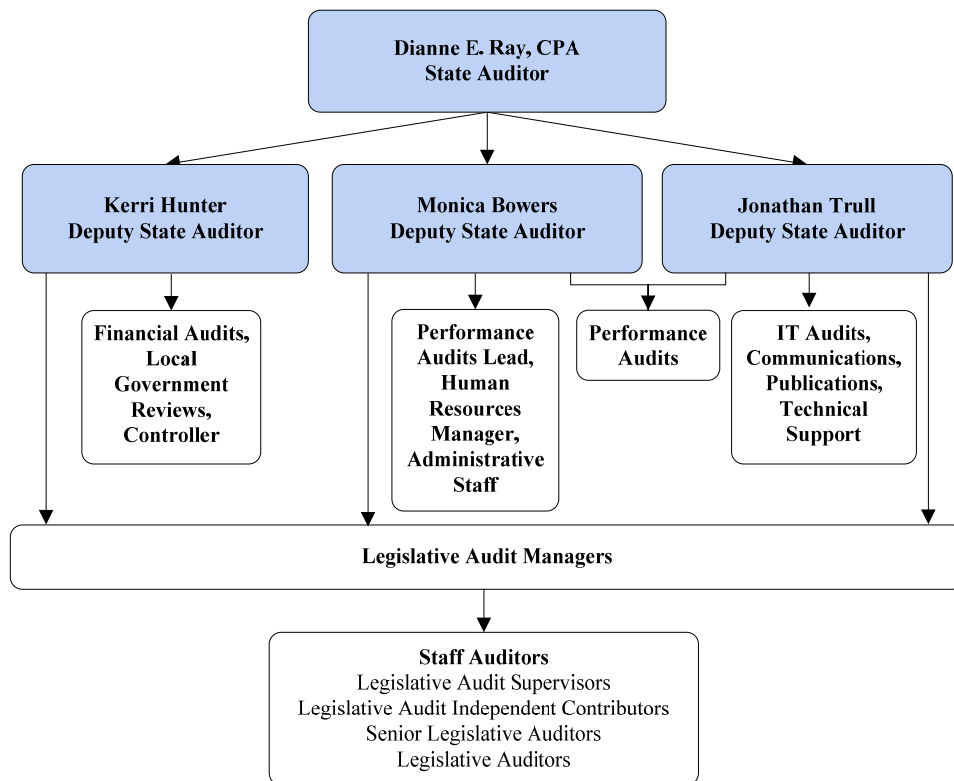 Dianne E. Ray, CPA
State Auditor
Kerri Hunter
Deputy State Auditor
Monica Bowers
Deputy State Auditor
Jonathan Trull
Deputy State Auditor
Financial Audits,
Local
Government
Reviews,
Controller
Performance
Audits Lead,
Human
Resources
Manager,
Administrative
Staff
Performance
Audits
IT Audits,
Communications,
Publications,
Technical
Support
Legislative Audit Managers
Staff Auditors
Legislative Audit Supervisors
Legislative Audit Independent Contributors
Senior Legislative Auditors
Legislative Auditors